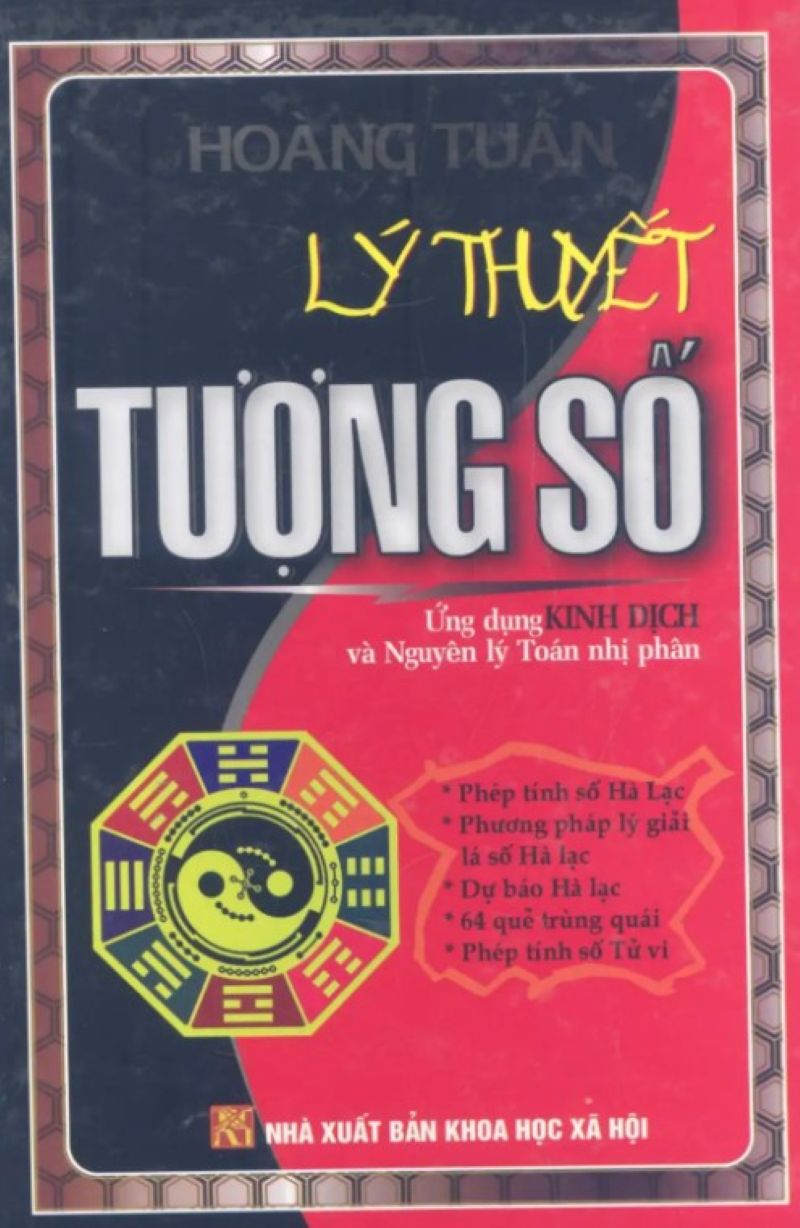 HOÀNG TUẤN
LÝ THUYẾT
TƯỢNG SỐ
Ứng dụng KINH DỊCH
và Nguyên lý Toán nhị phân
* Phép tính số Hà Lạc
* Phương pháp lý giải
lá số Hà lạc
* Dự báo Hà lạc
* 64 quẻ trùng quái
* Phép tính số Tử vi
NHÀ XUẤT BẢN KHOA HỌC XÃ HỘI